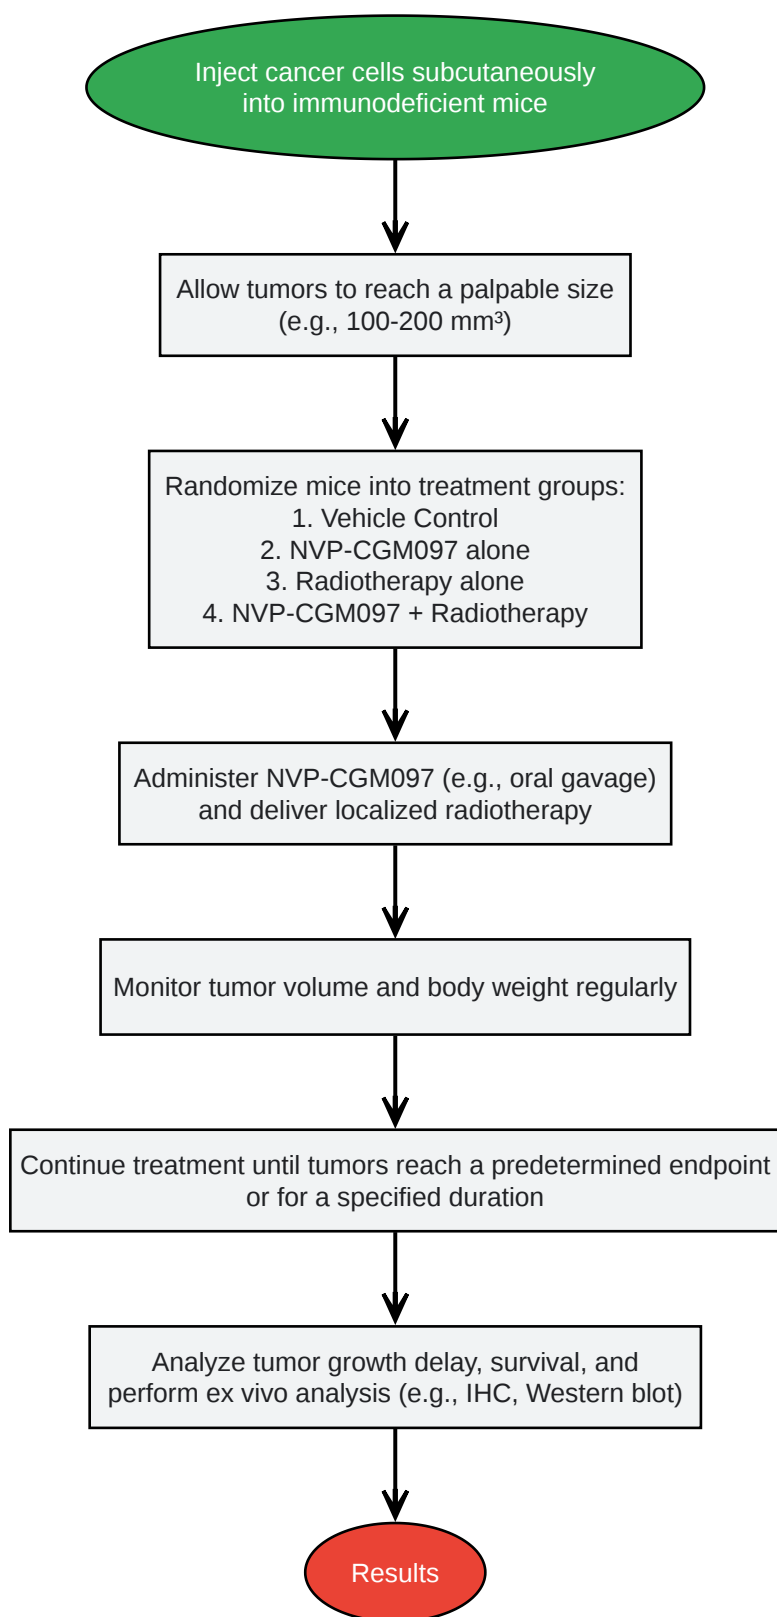 Inject cancer cells subcutaneously
into immunodeficient mice
Allow tumors to reach a palpable size
(e.g., 100-200 mm³)
Randomize mice into treatment groups:
1. Vehicle Control
2. NVP-CGM097 alone
3. Radiotherapy alone
4. NVP-CGM097 + Radiotherapy
Administer NVP-CGM097 (e.g., oral gavage)
and deliver localized radiotherapy
Monitor tumor volume and body weight regularly
Continue treatment until tumors reach a predetermined endpoint
or for a specified duration
Analyze tumor growth delay, survival, and
perform ex vivo analysis (e.g., IHC, Western blot)
Results